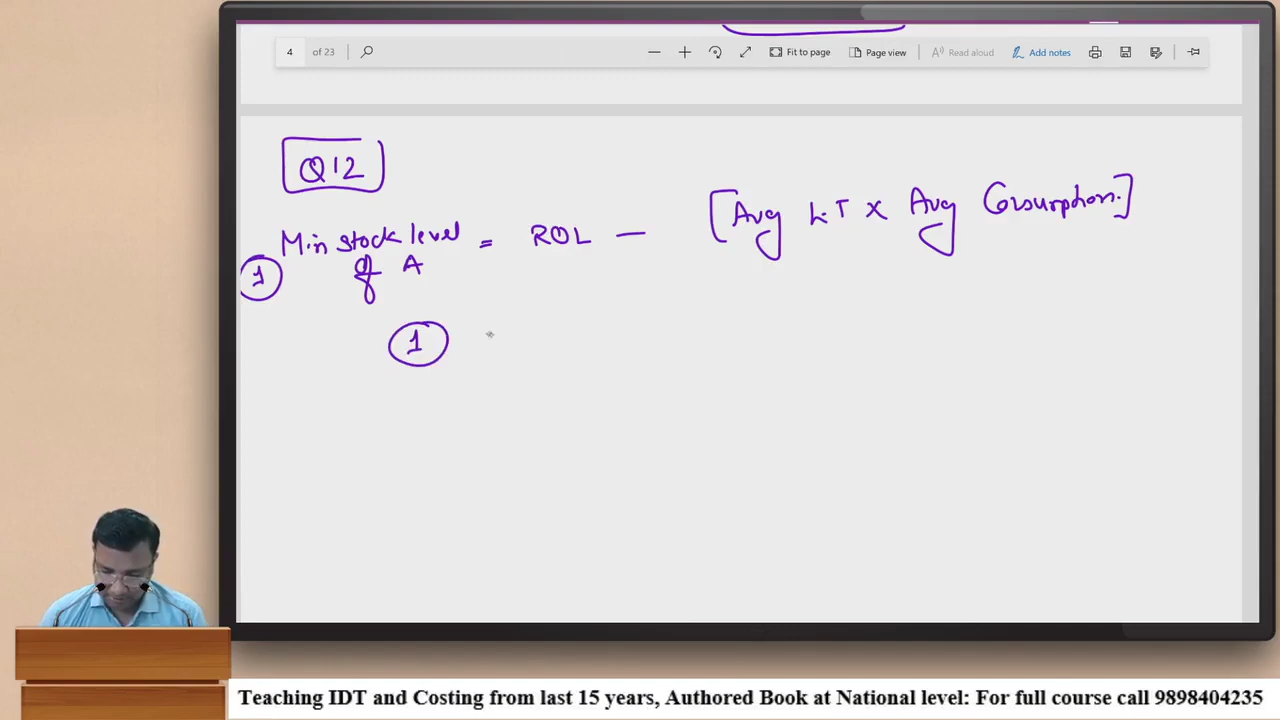 4 of 23 Fit to page Page view Read aloud Add notes
Q12
Min stock level = ROL — [Avg L.T x Avg Consumption.]
of A
1
1
Teaching IDT and Costing from last 15 years, Authored Book at National level: For full course call 9898404235